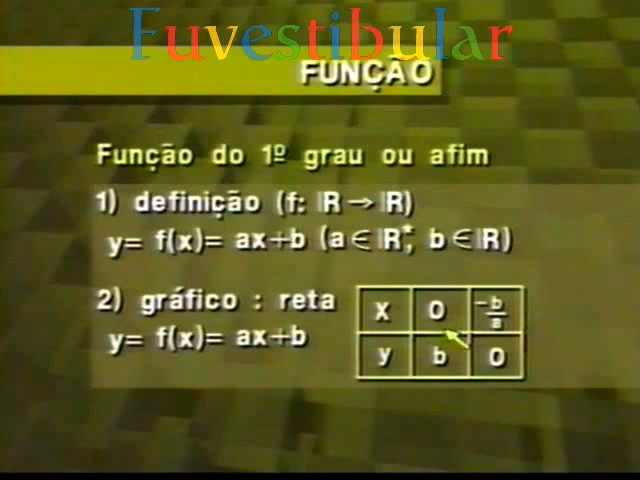 Fuvestibular
FUNÇÃO
Função do 1º grau ou afim
1) definição (f: ℝ → ℝ)
y= f(x)= ax+b (a ∈ ℝ*; b ∈ ℝ)
2) gráfico : reta
y= f(x)= ax+b
x 0 -b/a
y b 0